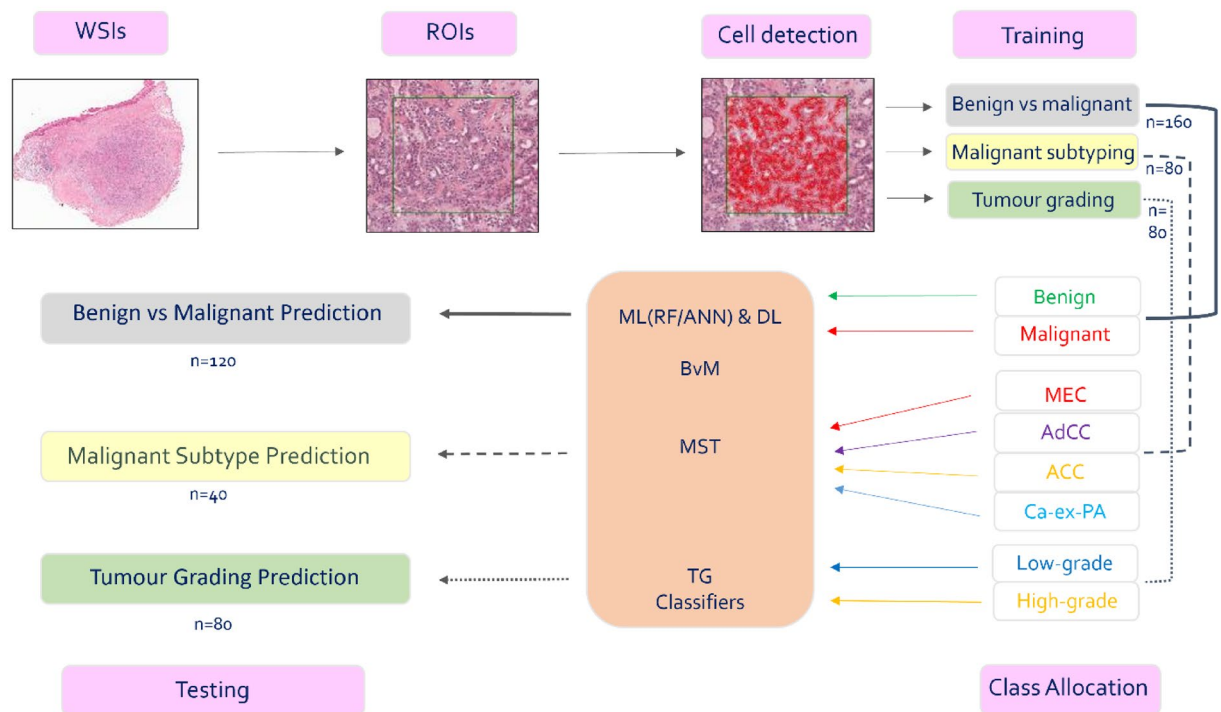 WSIs
ROIs
Cell detection
Training
Benign vs malignant
n=160
Malignant subtyping
n=80
Tumour grading
n=
80
Benign vs Malignant Prediction
n=120
Malignant Subtype Prediction
n=40
Tumour Grading Prediction
n=80
ML(RF/ANN) & DL
BvM
MST
TG
Classifiers
Benign
Malignant
MEC
AdCC
ACC
Ca-ex-PA
Low-grade
High-grade
Testing
Class Allocation